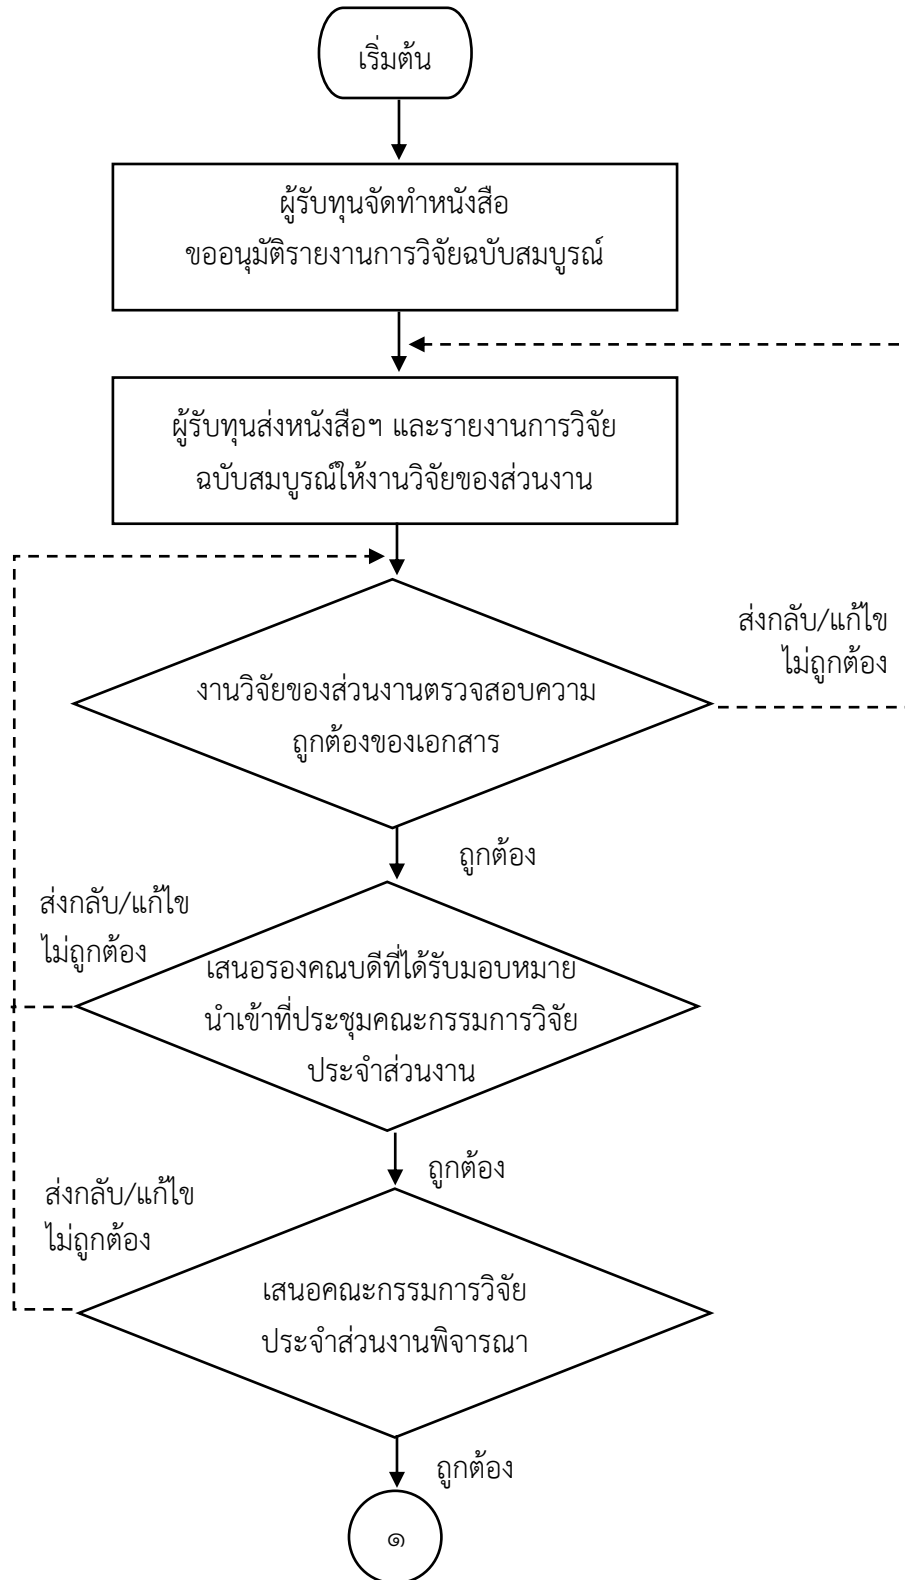 เริ่มต้น
ผู้รับทุนจัดทำหนังสือ
ขออนุมัติรายงานการวิจัยฉบับสมบูรณ์
ผู้รับทุนส่งหนังสือฯ และรายงานการวิจัย
ฉบับสมบูรณ์ให้งานวิจัยของส่วนงาน
ส่งกลับ/แก้ไข
ไม่ถูกต้อง
งานวิจัยของส่วนงานตรวจสอบความ
ถูกต้องของเอกสาร
ถูกต้อง
ส่งกลับ/แก้ไข
ไม่ถูกต้อง
เสนอรองคณบดีที่ได้รับมอบหมาย
นำเข้าที่ประชุมคณะกรรมการวิจัย
ประจำส่วนงาน
ถูกต้อง
ส่งกลับ/แก้ไข
ไม่ถูกต้อง
เสนอคณะกรรมการวิจัย
ประจำส่วนงานพิจารณา
ถูกต้อง
๑